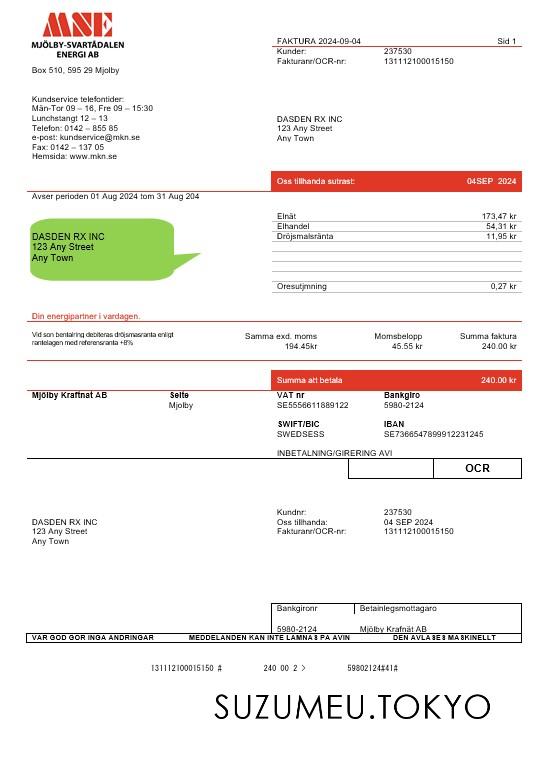 MSE
MJÖLBY-SVARTÅDALEN
ENERGI AB
Box 510, 595 29 Mjolby
FAKTURA 2024-09-04 Sid 1
Kunder: 237530
Fakturanr/OCR-nr: 131112100015150
Kundservice telefontider:
Män-Tor 09 – 16, Fre 09 – 15:30
Lunchstangt 12 – 13
Telefon: 0142 – 855 85
e-post: kundservice@mkn.se
Fax: 0142 – 137 05
Hemsida: www.mkn.se
DASDEN RX INC
123 Any Street
Any Town
Oss tillhanda sutrast: 04SEP 2024
Avser perioden 01 Aug 2024 tom 31 Aug 204
Elnät 173,47 kr
Elhandel 54,31 kr
Dröjsmalsränta 11,95 kr
Oresutjmning 0,27 kr
DASDEN RX INC
123 Any Street
Any Town
Din energipartner i vardagen.
Vid son bentalring debiteras dröjmasranta enligt
rantelagen med referensranta +8%
Samma exd. moms Momsbelopp Summa faktura
194.45kr 45.55 kr 240.00 kr
Summa att betala 240.00 kr
Mjölby Kraftnat AB Seite VAT nr Bankgiro
Mjolby SE5556611889122 5980-2124
SWIFT/BIC IBAN
SWEDSESS SE7366547899912231245
INBETALNING/GIRERING AVI
OCR
DASDEN RX INC
123 Any Street
Any Town
Kundnr: 237530
Oss tillhanda: 04 SEP 2024
Fakturanr/OCR-nr: 131112100015150
Bankgironr Betainlegsmottagaro
5980-2124 Mjölby Krafnät AB
VAR GOD GOR INGA ANDRINGAR MEDDELANDEN KAN INTE LAMNAS PA AVIN DEN AVLASES MASKINELLT
131112100015150 # 240 00 2 > 59802124#41#
SUZUMEU.TOKYO